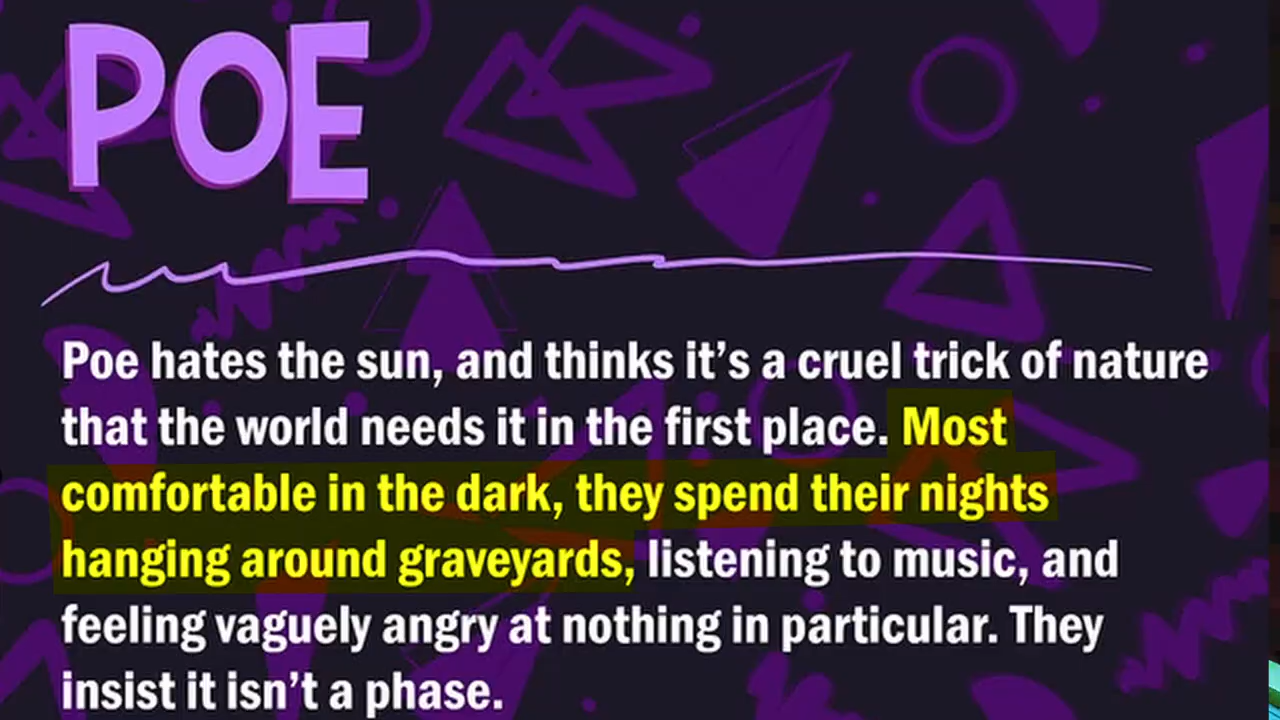 POE
Poe hates the sun, and thinks it’s a cruel trick of nature
that the world needs it in the first place. Most
comfortable in the dark, they spend their nights
hanging around graveyards, listening to music, and
feeling vaguely angry at nothing in particular. They
insist it isn’t a phase.